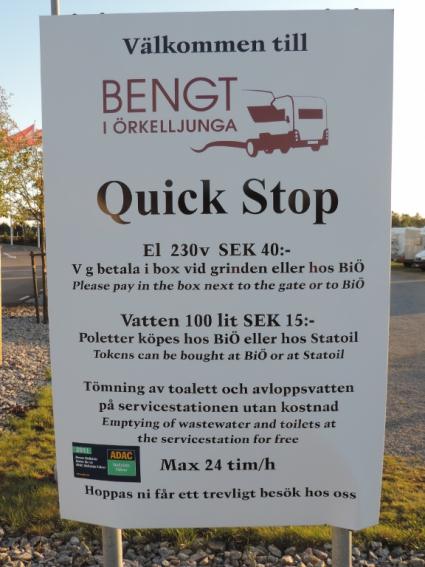 Välkommen till
BENGT
I ÖRKELLJUNGA
Quick Stop
El 230v SEK 40:-
V g betala i box vid grinden eller hos BiÖ
Please pay in the box next to the gate or to BiÖ
Vatten 100 lit SEK 15:-
Poletter köpes hos BiÖ eller hos Statoil
Tokens can be bought at BiÖ or at Statoil
Tömning av toalett och avloppsvatten
på servicestationen utan kostnad
Emptying of wastewater and toilets at
the servicestation for free
2011
ADAC
Max 24 tim/h
Hoppas ni får ett trevligt besök hos oss